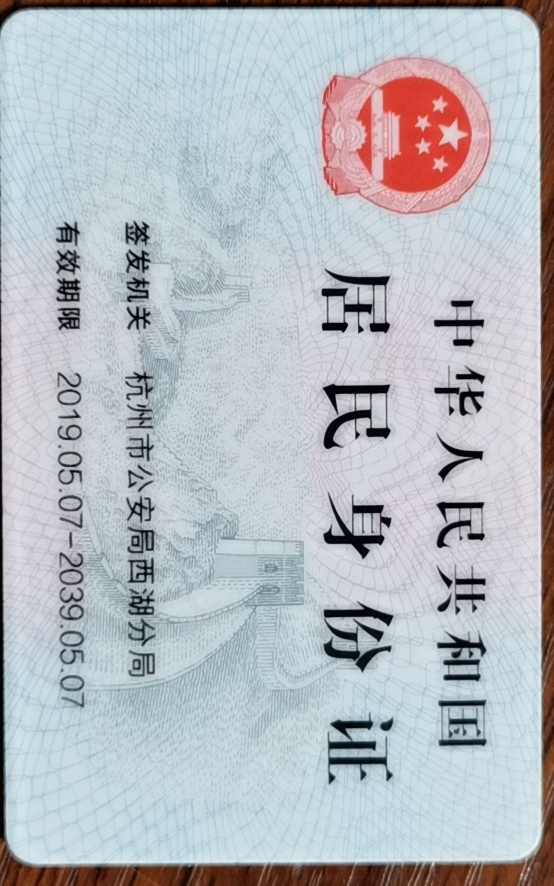 中华人民共和国
居民身份证
签发机关 杭州市公安局西湖分局
有效期限 2019.05.07-2039.05.07